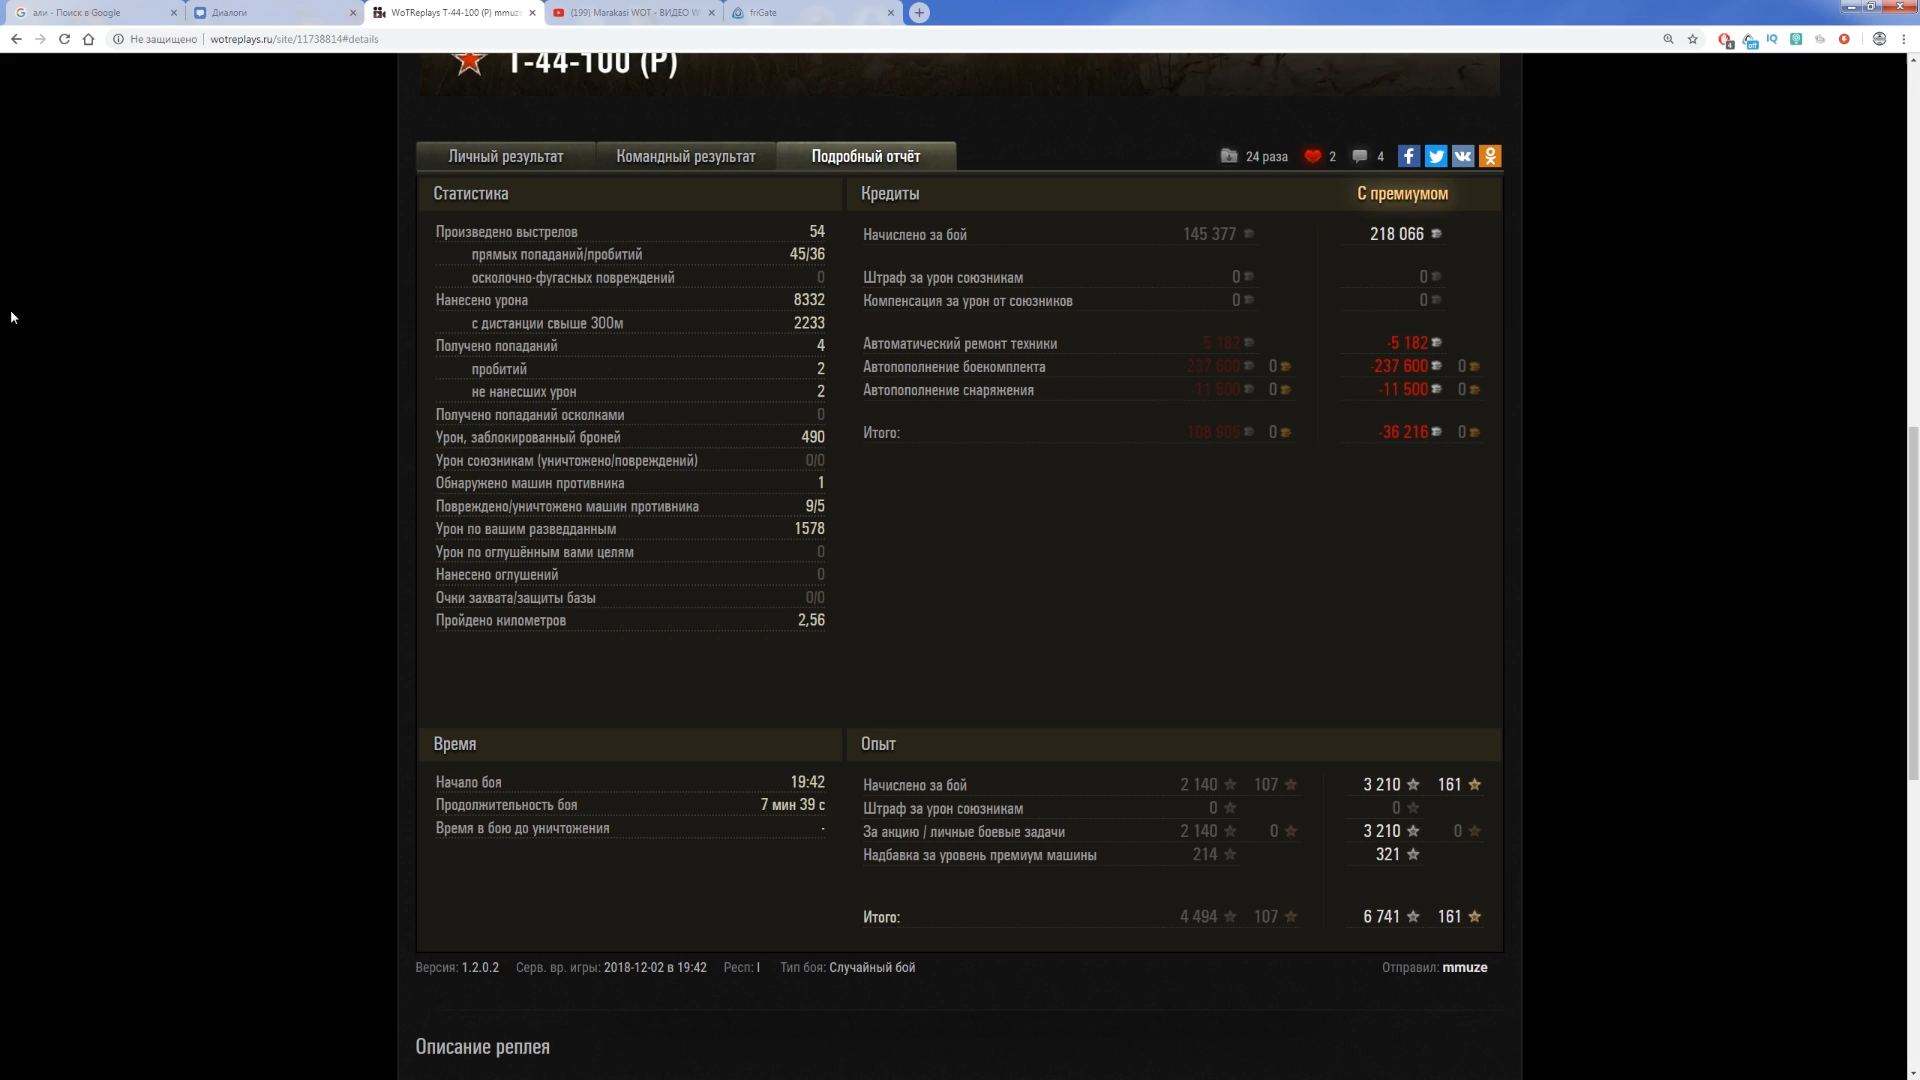 али - Поиск в Google
Диалоги
WoTReplays T-44-100 (P) mmuz
(199) Marakasi WOT - ВИДЕО W
friGate
Не защищено
wotreplays.ru/site/11738814#details
Т-44-100 (Р)
Личный результат
Командный результат
Подробный отчёт
24 раза
2
4
Статистика
Произведено выстрелов 54
прямых попаданий/пробитий 45/36
осколочно-фугасных повреждений 0
Нанесено урона 8332
с дистанции свыше 300м 2233
Получено попаданий 4
пробитий 2
не нанесших урон 2
Получено попаданий осколками 0
Урон, заблокированный броней 490
Урон союзникам (уничтожено/повреждений) 0/0
Обнаружено машин противника 1
Повреждено/уничтожено машин противника 9/5
Урон по вашим разведданным 1578
Урон по оглушённым вами целям 0
Нанесено оглушений 0
Очки захвата/защиты базы 0/0
Пройдено километров 2,56
Кредиты С премиумом
Начислено за бой 145 377 218 066
Штраф за урон союзникам 0 0
Компенсация за урон от союзников 0 0
Автоматический ремонт техники -5 182 -5 182
Автопополнение боекомплекта -237 600 0 -237 600 0
Автопополнение снаряжения -11 500 0 -11 500 0
Итого: -108 905 0 -36 216 0
Время
Начало боя 19:42
Продолжительность боя 7 мин 39 с
Время в бою до уничтожения -
Опыт
Начислено за бой 2 140 107 3 210 161
Штраф за урон союзникам 0 0
За акцию / личные боевые задачи 2 140 0 3 210 0
Надбавка за уровень премиум машины 214 321
Итого: 4 494 107 6 741 161
Версия: 1.2.0.2 Серв. вр. игры: 2018-12-02 в 19:42 Респ: I Тип боя: Случайный бой
Отправил: mmuze
Описание реплея